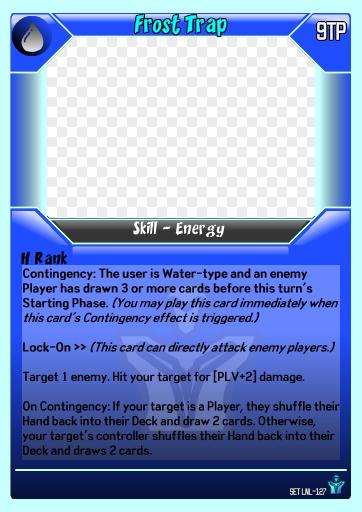 Frost Trap
9TP
Skill - Energy
H Rank
Contingency: The user is Water-type and an enemy
Player has drawn 3 or more cards before this turn's
Starting Phase. (You may play this card immediately when
this card's Contingency effect is triggered.)
Lock-On >> (This card can directly attack enemy players.)
Target 1 enemy. Hit your target for [PLV+2] damage.
On Contingency: If your target is a Player, they shuffle their
Hand back into their Deck and draw 2 cards. Otherwise,
your target's controller shuffles their Hand back into their
Deck and draws 2 cards.
SET LNL-127